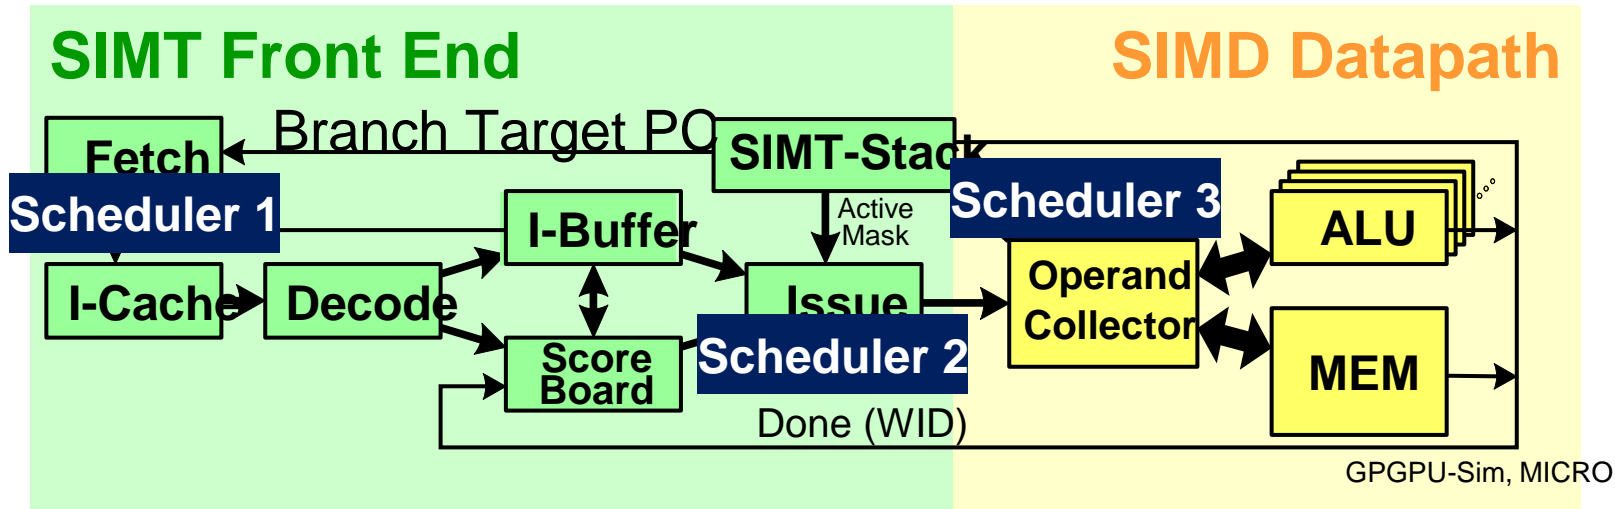 SIMT Front End
SIMD Datapath
Branch Target PC
SIMT-Stack
Fetch
Scheduler 1
Scheduler 3
I-Buffer
Active
Mask
ALU
I-Cache
Decode
Issue
Operand
Collector
Scheduler 2
Score
Board
MEM
Done (WID)
GPGPU-Sim, MICRO